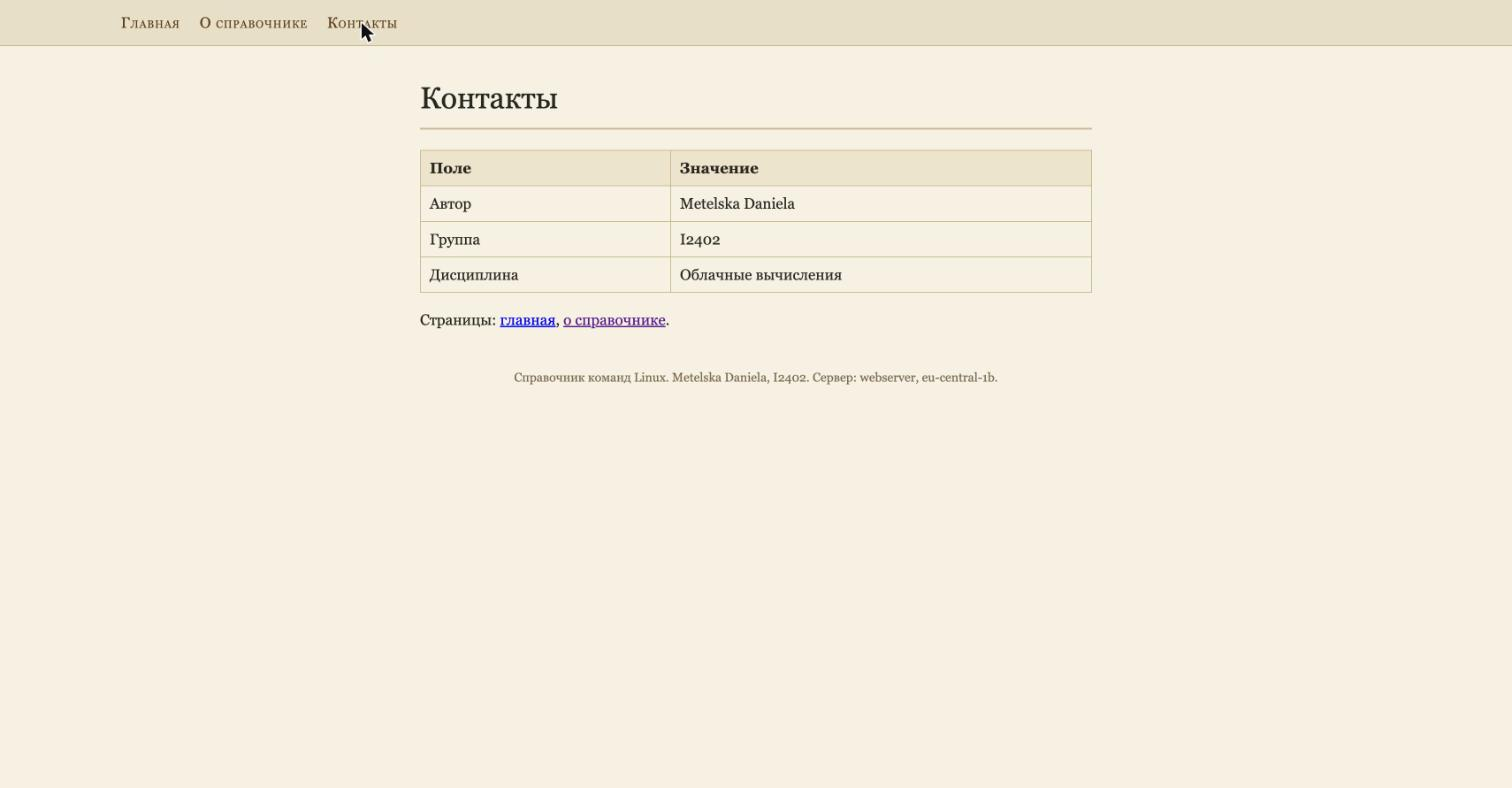 Главная О справочнике Контакты
Контакты
Поле Значение
Автор Metelska Daniela
Группа I2402
Дисциплина Облачные вычисления
Страницы: главная, о справочнике.
Справочник команд Linux. Metelska Daniela, I2402. Сервер: webserver, eu-central-1b.